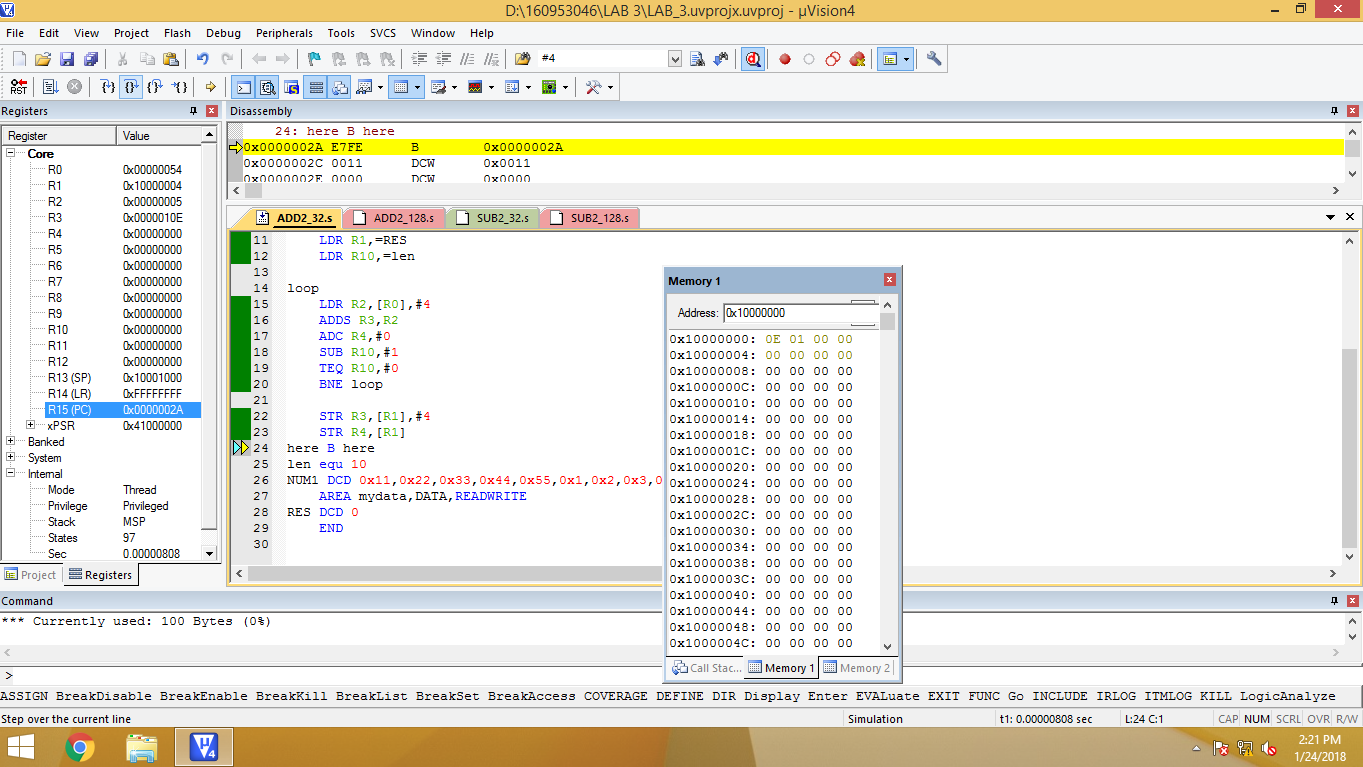 D:\160953046\LAB 3\LAB_3.uvprojx.uvproj - µVision4
File Edit View Project Flash Debug Peripherals Tools SVCS Window Help
#4
RST
Registers
Register Value
Core
R0 0x00000054
R1 0x10000004
R2 0x00000005
R3 0x0000010E
R4 0x00000000
R5 0x00000000
R6 0x00000000
R7 0x00000000
R8 0x00000000
R9 0x00000000
R10 0x00000000
R11 0x00000000
R12 0x00000000
R13 (SP) 0x10001000
R14 (LR) 0xFFFFFFFF
R15 (PC) 0x0000002A
xPSR 0x41000000
Banked
System
Internal
Mode Thread
Privilege Privileged
Stack MSP
States 97
Sec 0.00000808
Project Registers
Disassembly
24: here B here
0x0000002A E7FE B 0x0000002A
0x0000002C 0011 DCW 0x0011
0x0000002E 0000 DCW 0x0000
ADD2_32.s ADD2_128.s SUB2_32.s SUB2_128.s
11 LDR R1,=RES
12 LDR R10,=len
13
14 loop
15 LDR R2,[R0],#4
16 ADDS R3,R2
17 ADC R4,#0
18 SUB R10,#1
19 TEQ R10,#0
20 BNE loop
21
22 STR R3,[R1],#4
23 STR R4,[R1]
24 here B here
25 len equ 10
26 NUM1 DCD 0x11,0x22,0x33,0x44,0x55,0x1,0x2,0x3,
27 AREA mydata,DATA,READWRITE
28 RES DCD 0
29 END
30
Memory 1
Address: 0x10000000
0x10000000: 0E 01 00 00
0x10000004: 00 00 00 00
0x10000008: 00 00 00 00
0x1000000C: 00 00 00 00
0x10000010: 00 00 00 00
0x10000014: 00 00 00 00
0x10000018: 00 00 00 00
0x1000001C: 00 00 00 00
0x10000020: 00 00 00 00
0x10000024: 00 00 00 00
0x10000028: 00 00 00 00
0x1000002C: 00 00 00 00
0x10000030: 00 00 00 00
0x10000034: 00 00 00 00
0x10000038: 00 00 00 00
0x1000003C: 00 00 00 00
0x10000040: 00 00 00 00
0x10000044: 00 00 00 00
0x10000048: 00 00 00 00
0x1000004C: 00 00 00 00
Call Stac... Memory 1 Memory 2
Command
*** Currently used: 100 Bytes (0%)
>
ASSIGN BreakDisable BreakEnable BreakKill BreakList BreakSet BreakAccess COVERAGE DEFINE DIR Display Enter EVALuate EXIT FUNC Go INCLUDE IRLOG ITMLOG KILL LogicAnalyze
Step over the current line Simulation t1: 0.00000808 sec L:24 C:1 CAP NUM SCRL OVR R/W
2:21 PM
1/24/2018